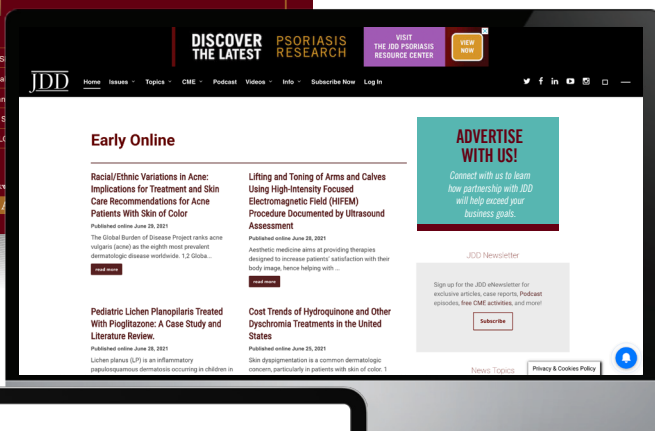 DISCOVER
THE LATEST
PSORIASIS
RESEARCH
VISIT
THE JDD PSORIASIS
RESOURCE CENTER
VIEW
NOW
JDD
Home Issues Topics CME Podcast Videos Info Subscribe Now Log In
Early Online
Racial/Ethnic Variations in Acne:
Implications for Treatment and Skin
Care Recommendations for Acne
Patients With Skin of Color
Published online June 29, 2021
The Global Burden of Disease Project ranks acne
vulgaris (acne) as the eighth most prevalent
dermatologic disease worldwide. 1,2 Globa...
read more
Lifting and Toning of Arms and Calves
Using High-Intensity Focused
Electromagnetic Field (HIFEM)
Procedure Documented by Ultrasound
Assessment
Published online June 28, 2021
Aesthetic medicine aims at providing therapies
designed to increase patients' satisfaction with their
body image, hence helping with ...
read more
Pediatric Lichen Planopilaris Treated
With Pioglitazone: A Case Study and
Literature Review.
Published online June 28, 2021
Lichen planus (LP) is an inflammatory
papulosquamous dermatosis occurring in children in
Cost Trends of Hydroquinone and Other
Dyschromia Treatments in the United
States
Published online June 25, 2021
Skin dyspigmentation is a common dermatologic
concern, particularly in patients with skin of color. 1
ADVERTISE
WITH US!
Connect with us to learn
how partnership with JDD
will help exceed your
business goals.
JDD Newsletter
Sign up for the JDD eNewsletter for
exclusive articles, case reports, Podcast
episodes, free CME activities, and more!
Subscribe
News Topics
Privacy & Cookies Policy